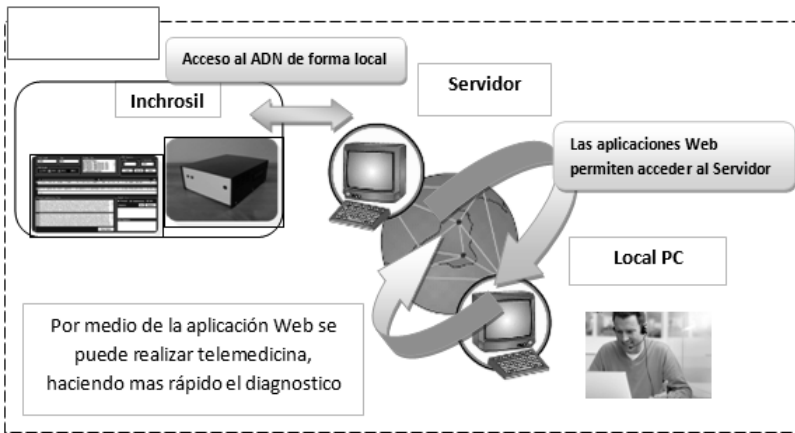 Acceso al ADN de forma local
Inchrosil
Servidor
Las aplicaciones Web
permiten acceder al Servidor
Local PC
Por medio de la aplicación Web se
puede realizar telemedicina,
haciendo mas rápido el diagnostico